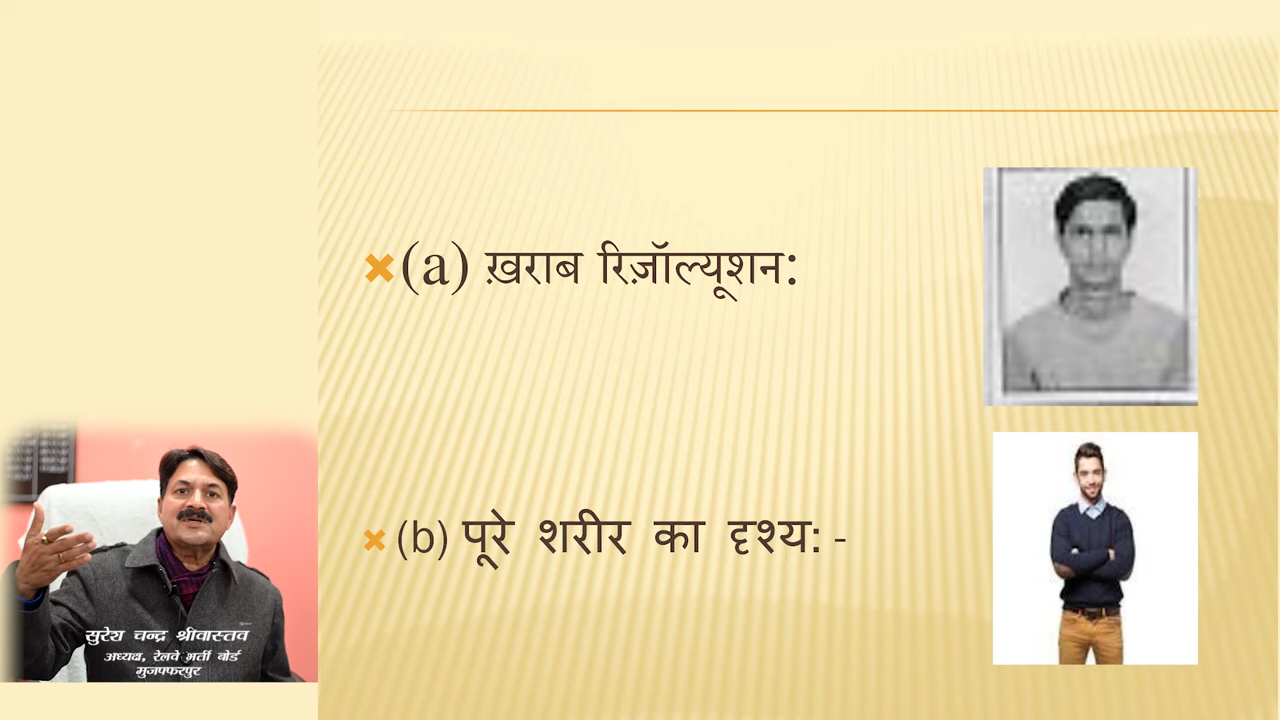 (a) ख़राब रिज़ॉल्यूशन:
(b) पूरे शरीर का दृश्य: -
सुरेश चन्द्र श्रीवास्तव
अध्यक्ष, रेलवे भर्ती बोर्ड
मुजफ्फरपुर